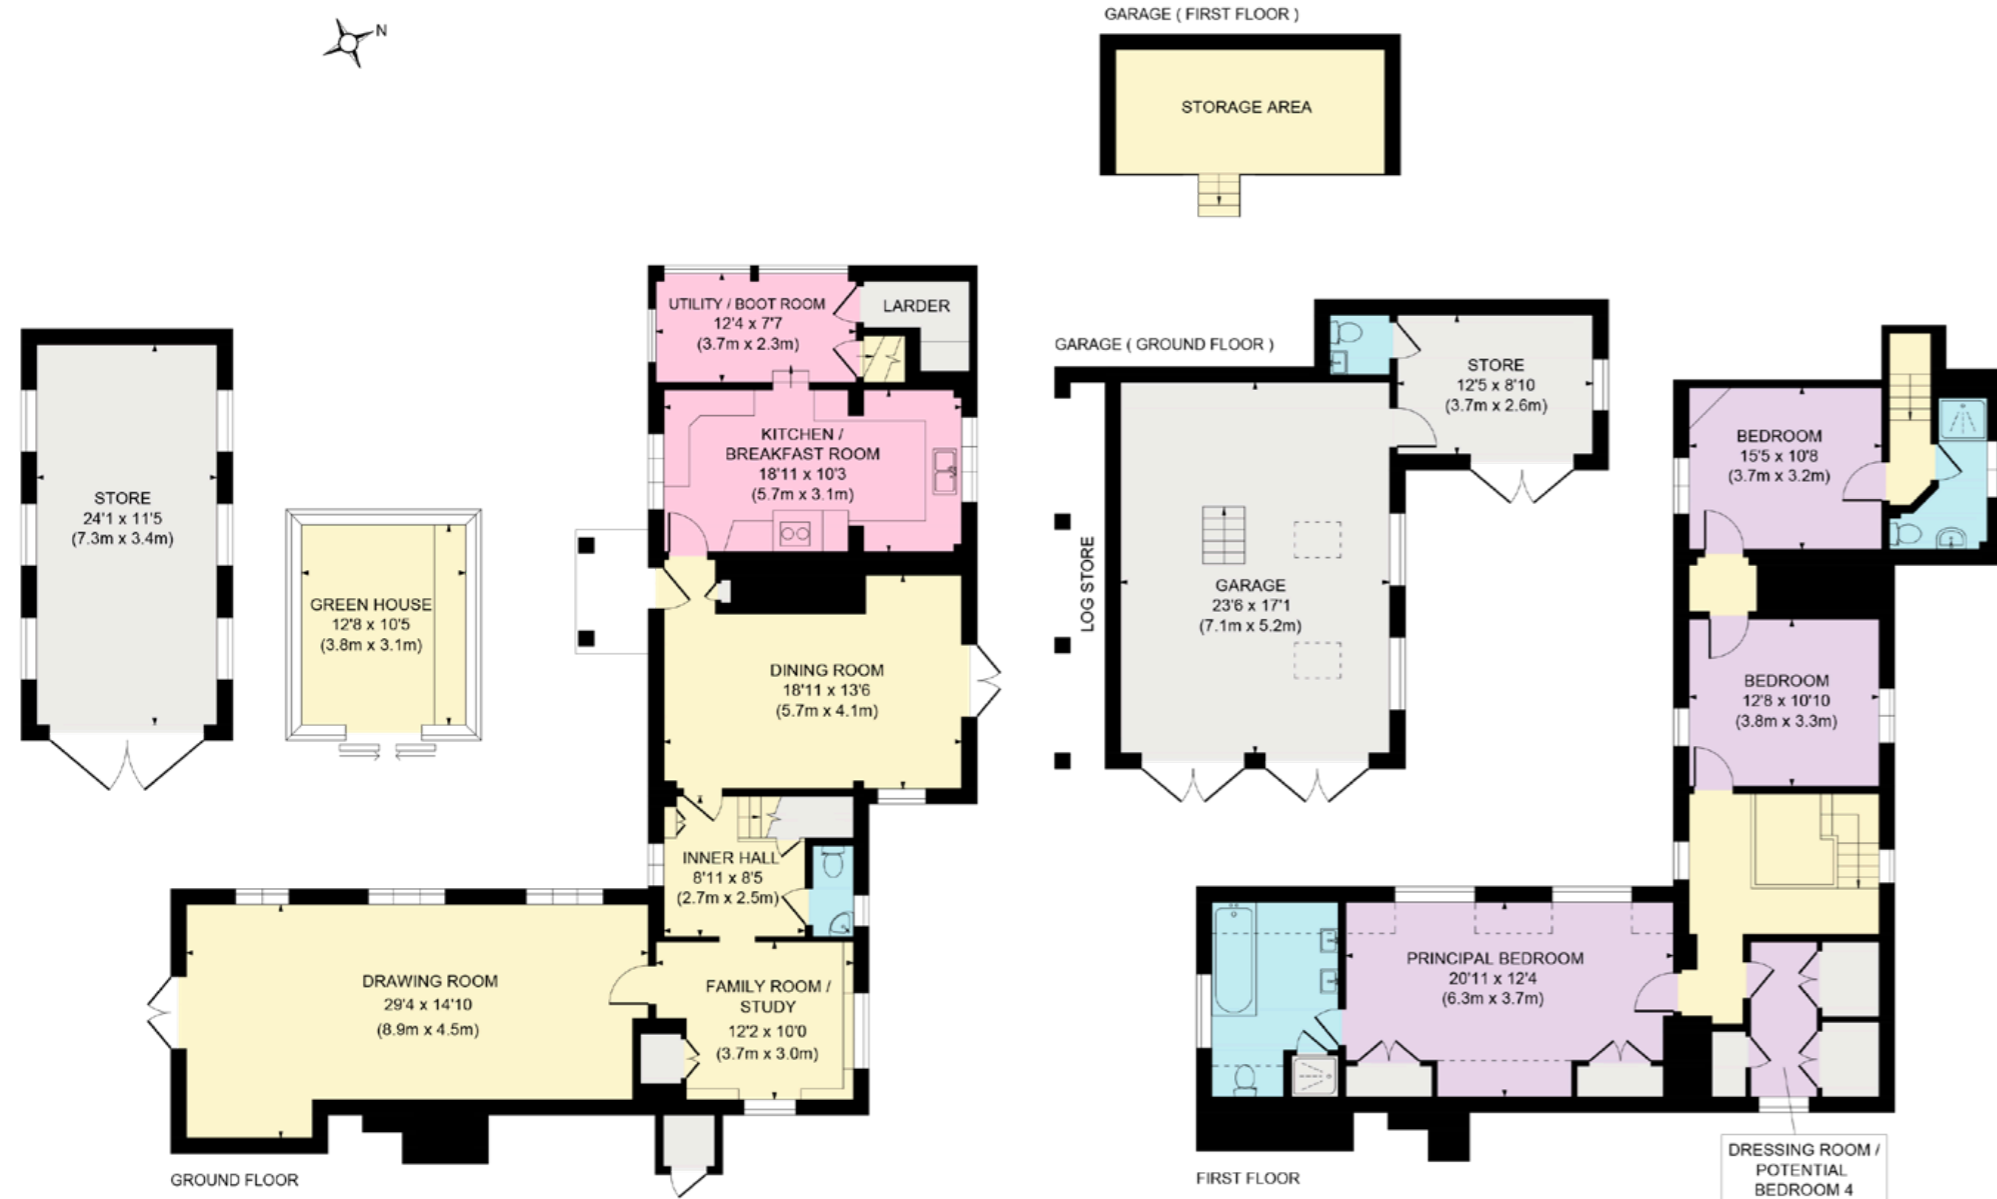 N
GARAGE ( FIRST FLOOR )
STORAGE AREA
UTILITY / BOOT ROOM
12'4 x 7'7
(3.7m x 2.3m)
LARDER
KITCHEN /
BREAKFAST ROOM
18'11 x 10'3
(5.7m x 3.1m)
STORE
24'1 x 11'5
(7.3m x 3.4m)
GREEN HOUSE
12'8 x 10'5
(3.8m x 3.1m)
DINING ROOM
18'11 x 13'6
(5.7m x 4.1m)
INNER HALL
8'11 x 8'5
(2.7m x 2.5m)
DRAWING ROOM
29'4 x 14'10
(8.9m x 4.5m)
FAMILY ROOM /
STUDY
12'2 x 10'0
(3.7m x 3.0m)
GROUND FLOOR
GARAGE ( GROUND FLOOR )
STORE
12'5 x 8'10
(3.7m x 2.6m)
LOG STORE
GARAGE
23'6 x 17'1
(7.1m x 5.2m)
BEDROOM
15'5 x 10'8
(3.7m x 3.2m)
BEDROOM
12'8 x 10'10
(3.8m x 3.3m)
PRINCIPAL BEDROOM
20'11 x 12'4
(6.3m x 3.7m)
DRESSING ROOM /
POTENTIAL
BEDROOM 4
FIRST FLOOR